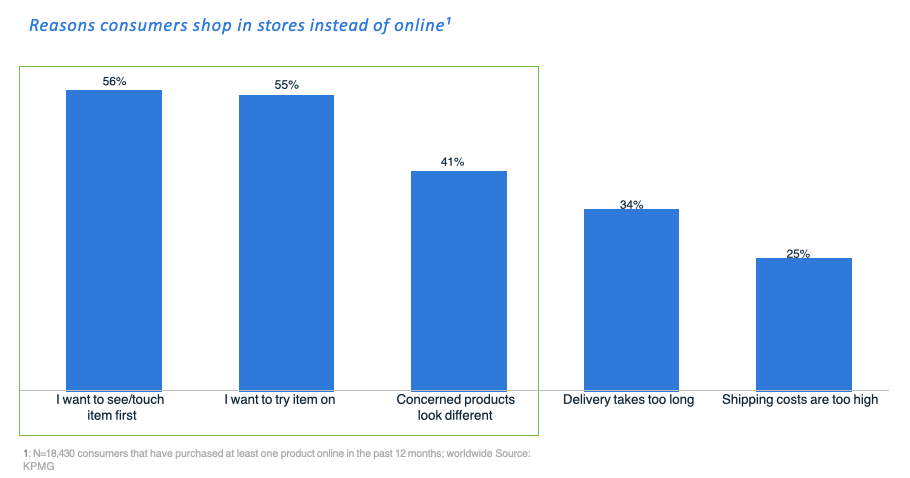 Reasons consumers shop in stores instead of online¹
56%
55%
41%
34%
25%
I want to see/touch
item first
I want to try item on
Concerned products
look different
Delivery takes too long
Shipping costs are too high
1: N=18,430 consumers that have purchased at least one product online in the past 12 months; worldwide Source:
KPMG